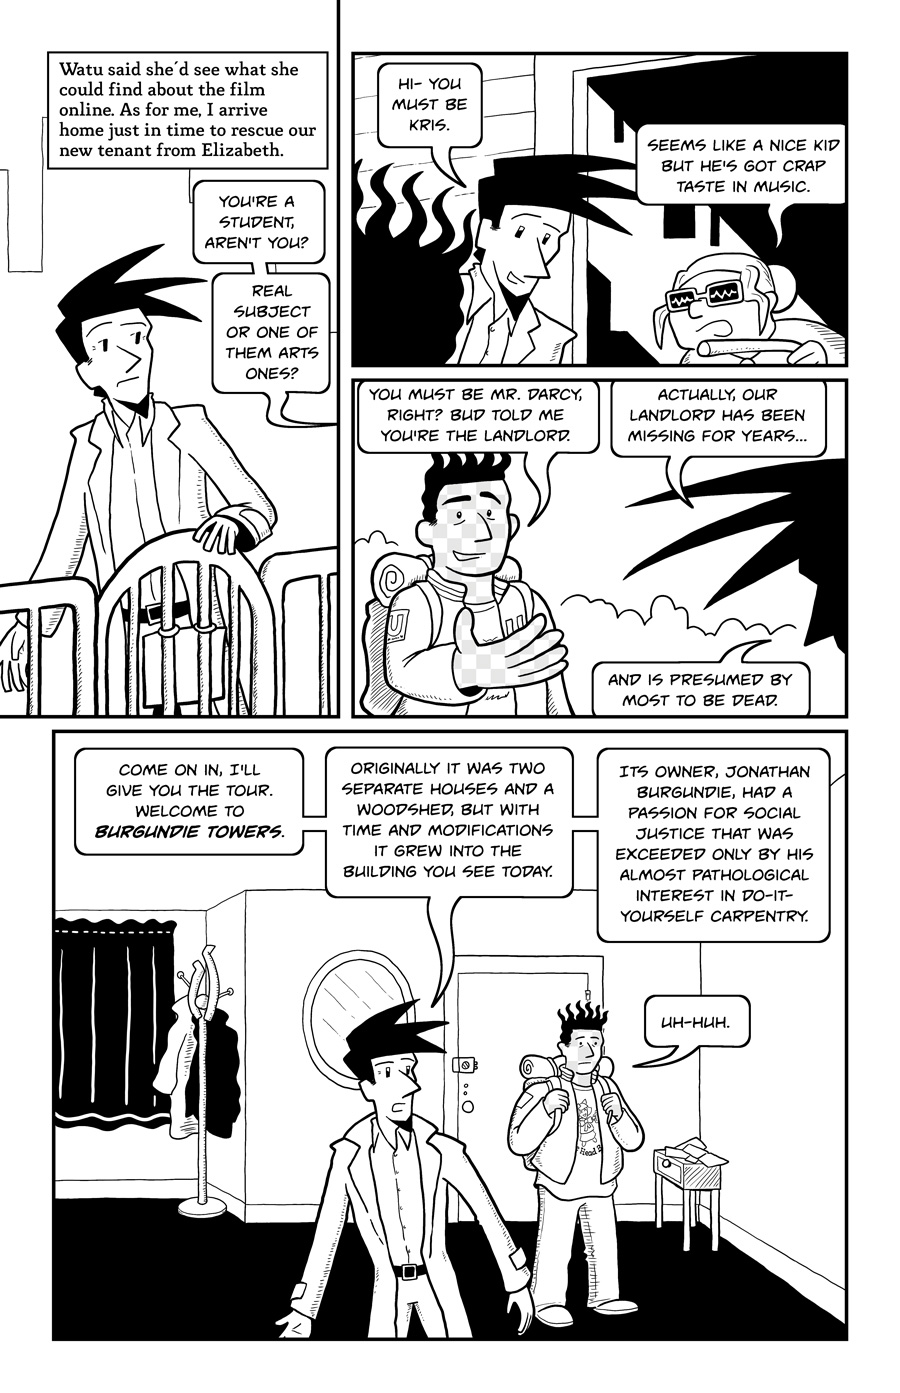 Watu said she´d see what she
could find about the film
online. As for me, I arrive
home just in time to rescue our
new tenant from Elizabeth.
YOU'RE A
STUDENT,
AREN'T YOU?
REAL
SUBJECT
OR ONE OF
THEM ARTS
ONES?
HI- YOU
MUST BE
KRIS.
SEEMS LIKE A NICE KID
BUT HE'S GOT CRAP
TASTE IN MUSIC.
YOU MUST BE MR. DARCY,
RIGHT? BUD TOLD ME
YOU'RE THE LANDLORD.
ACTUALLY, OUR
LANDLORD HAS BEEN
MISSING FOR YEARS...
U
U
AND IS PRESUMED BY
MOST TO BE DEAD.
COME ON IN, I'LL
GIVE YOU THE TOUR.
WELCOME TO
BURGUNDIE TOWERS.
ORIGINALLY IT WAS TWO
SEPARATE HOUSES AND A
WOODSHED, BUT WITH
TIME AND MODIFICATIONS
IT GREW INTO THE
BUILDING YOU SEE TODAY.
ITS OWNER, JONATHAN
BURGUNDIE, HAD A
PASSION FOR SOCIAL
JUSTICE THAT WAS
EXCEEDED ONLY BY HIS
ALMOST PATHOLOGICAL
INTEREST IN DO-IT-
YOURSELF CARPENTRY.
UH-HUH.
Head